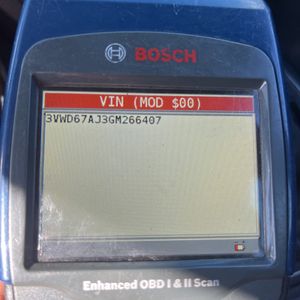 BOSCH
VIN (MOD $00)
3VWD67AJ3GM266407
Enhanced OBD I & II Scan